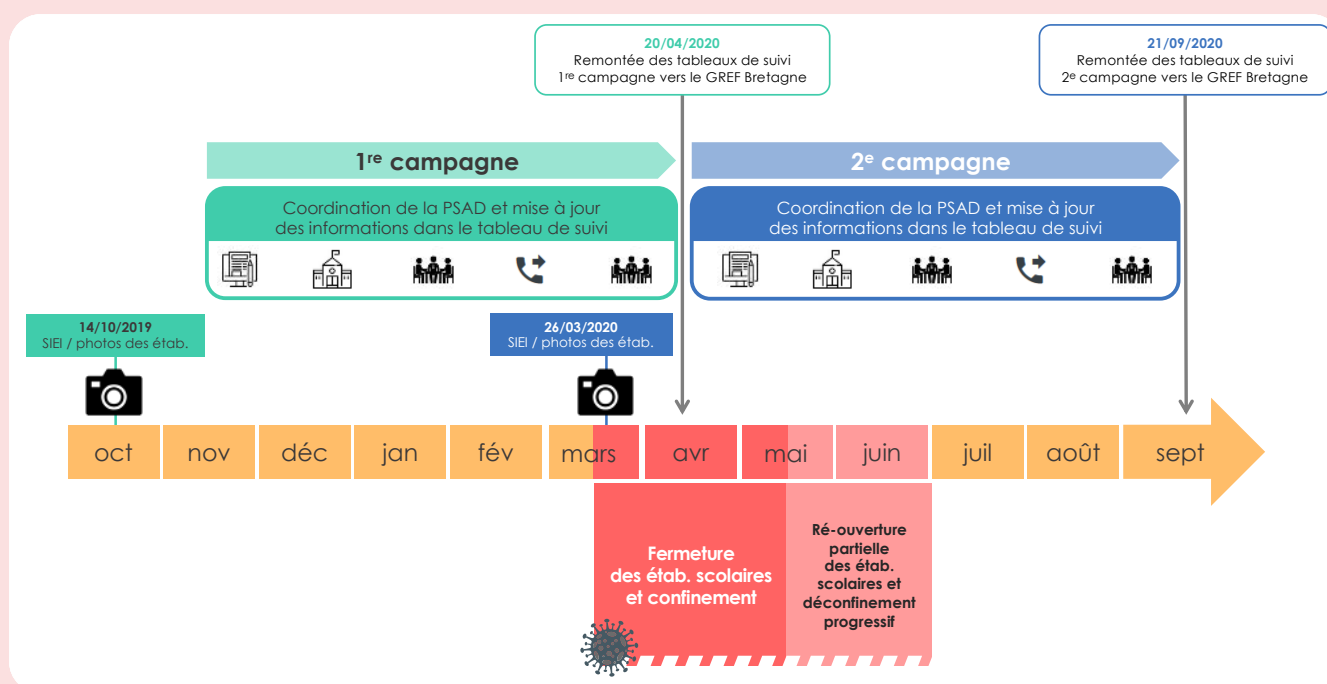 20/04/2020
Remontée des tableaux de suivi
1re campagne vers le GREF Bretagne
21/09/2020
Remontée des tableaux de suivi
2e campagne vers le GREF Bretagne
1re campagne
2e campagne
Coordination de la PSAD et mise à jour
des informations dans le tableau de suivi
Coordination de la PSAD et mise à jour
des informations dans le tableau de suivi
14/10/2019
SIEI / photos des étab.
26/03/2020
SIEI / photos des étab.
oct nov déc jan fév mars avr mai juin juil août sept
Fermeture
des étab. scolaires
et confinement
Ré-ouverture
partielle
des étab.
scolaires et
déconfinement
progressif